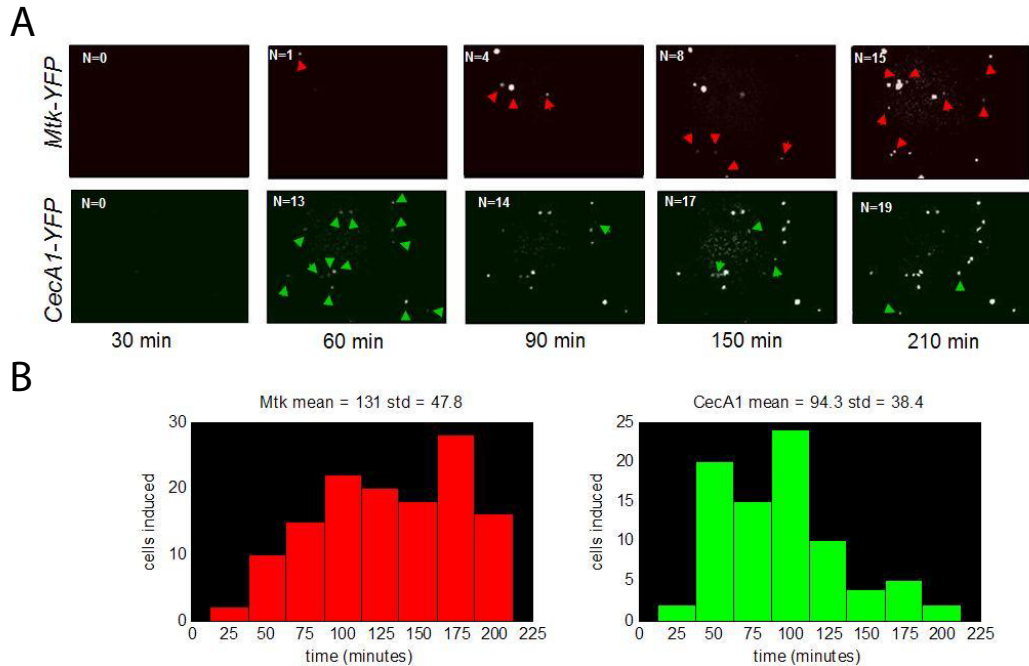 A
Mtk-YFP
N=0
N=1
N=4
N=8
N=15
CecA1-YFP
N=0
N=13
N=14
N=17
N=19
30 min
60 min
90 min
150 min
210 min
B
Mtk mean = 131 std = 47.8
cells induced
30
20
10
0
0 25 50 75 100 125 150 175 200 225
time (minutes)
CecA1 mean = 94.3 std = 38.4
cells induced
25
20
15
10
5
0
0 25 50 75 100 125 150 175 200 225
time (minutes)